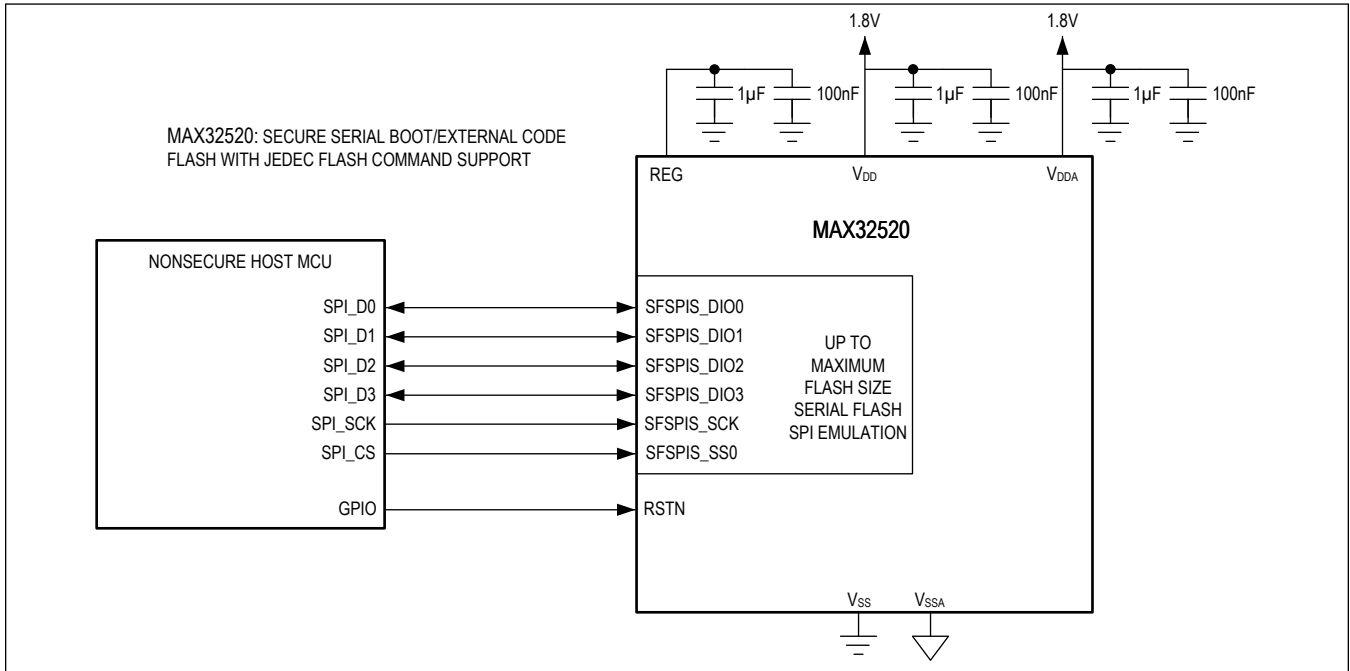 1.8V
1.8V
1µF
100nF
1µF
100nF
1µF
100nF
MAX32520: SECURE SERIAL BOOT/EXTERNAL CODE
FLASH WITH JEDEC FLASH COMMAND SUPPORT
REG
VDD
VDDA
MAX32520
NONSECURE HOST MCU
SPI_D0
SPI_D1
SPI_D2
SPI_D3
SPI_SCK
SPI_CS
GPIO
SFSPIS_DIO0
SFSPIS_DIO1
SFSPIS_DIO2
SFSPIS_DIO3
SFSPIS_SCK
SFSPIS_SS0
RSTN
UP TO
MAXIMUM
FLASH SIZE
SERIAL FLASH
SPI EMULATION
VSS
VSSA